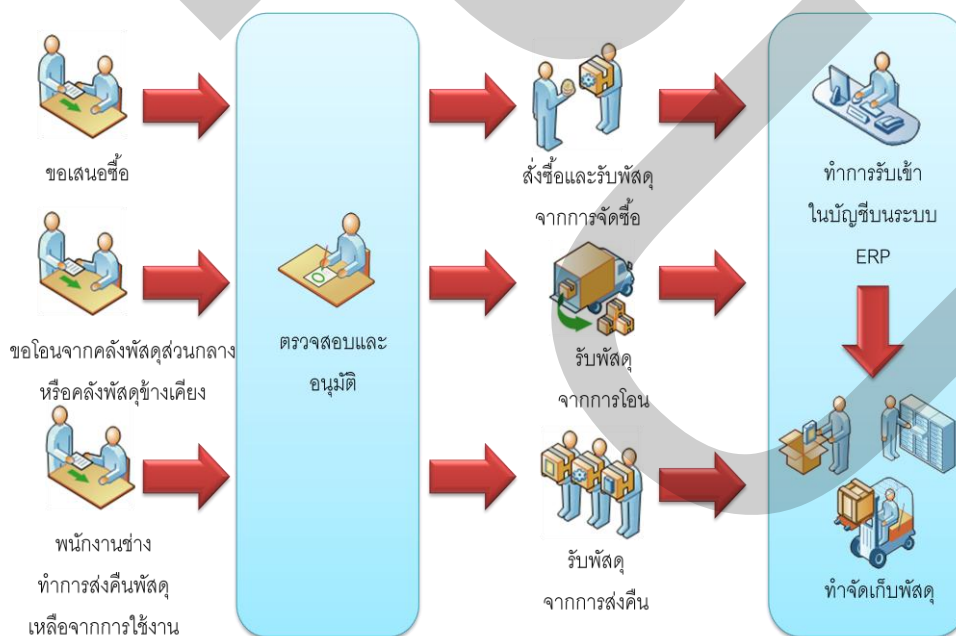 ขอเสนอซื้อ
ขอโอนจากคลังพัสดุส่วนกลาง
หรือคลังพัสดุข้างเคียง
พนักงานช่าง
ทำการส่งคืนพัสดุ
เหลือจากการใช้งาน
ตรวจสอบและ
อนุมัติ
สั่งซื้อและรับพัสดุ
จากการจัดซื้อ
รับพัสดุ
จากการโอน
รับพัสดุ
จากการส่งคืน
ทำการรับเข้า
ในบัญชีบนระบบ
ERP
ทำจัดเก็บพัสดุ